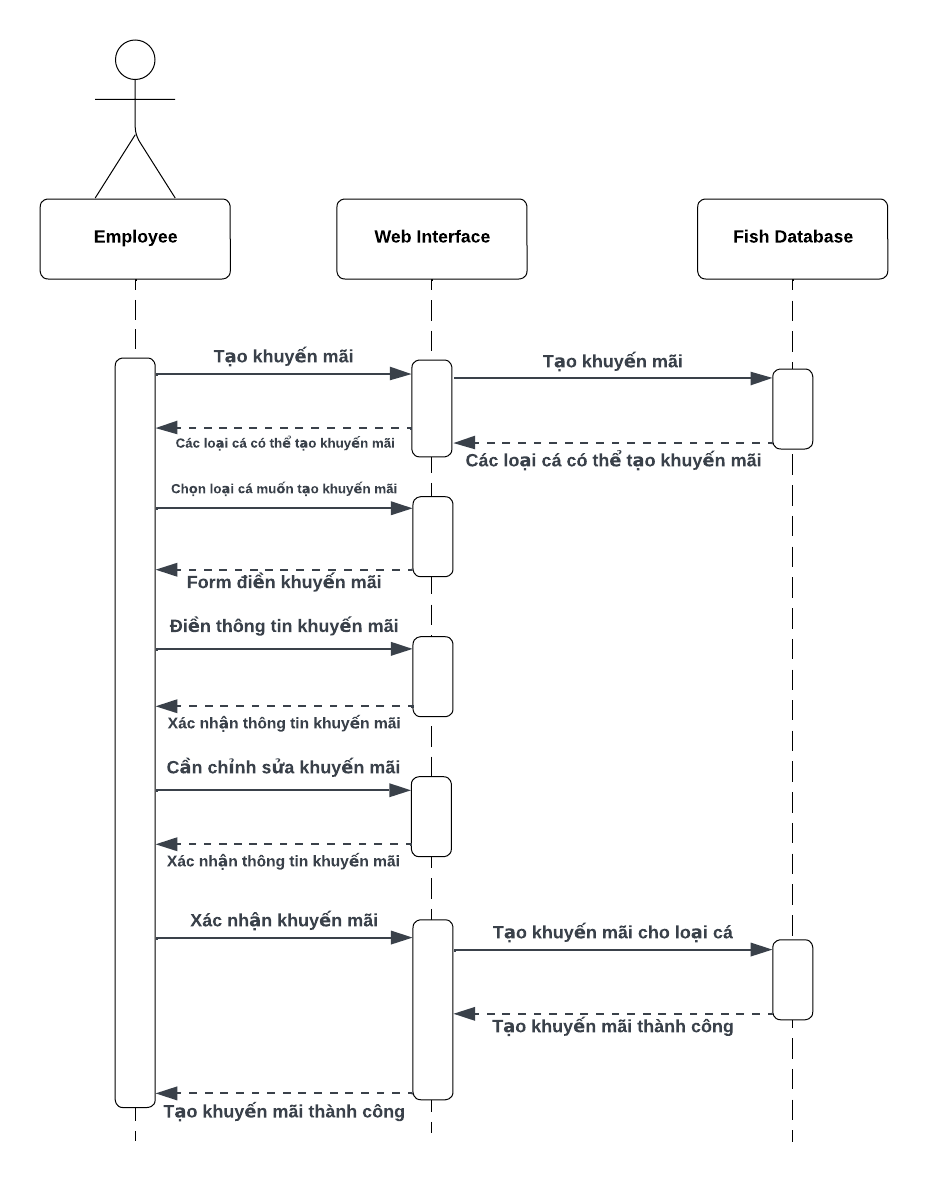 Employee
Web Interface
Fish Database
Tạo khuyến mãi
Tạo khuyến mãi
Các loại cá có thể tạo khuyến mãi
Các loại cá có thể tạo khuyến mãi
Chọn loại cá muốn tạo khuyến mãi
Form điền khuyến mãi
Điền thông tin khuyến mãi
Xác nhận thông tin khuyến mãi
Cần chỉnh sửa khuyến mãi
Xác nhận thông tin khuyến mãi
Xác nhận khuyến mãi
Tạo khuyến mãi cho loại cá
Tạo khuyến mãi thành công
Tạo khuyến mãi thành công